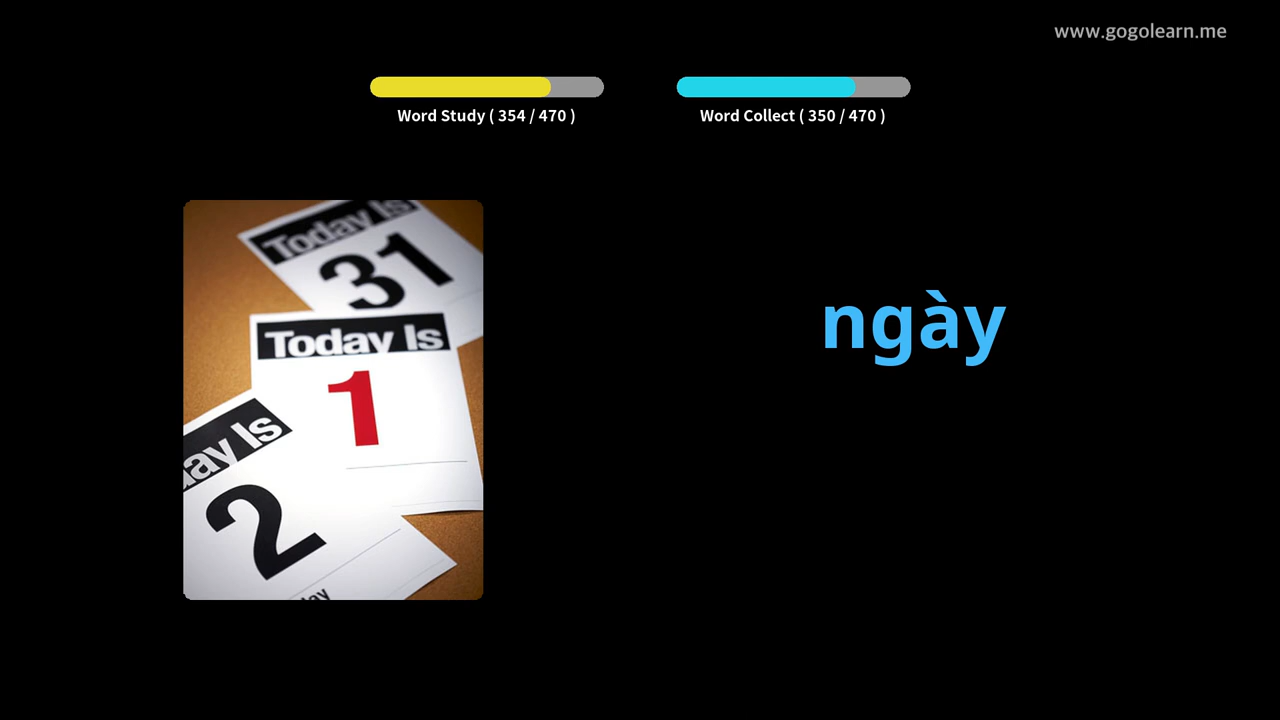 www.gogolearn.me
Word Study ( 354 / 470 )
Word Collect ( 350 / 470 )
Today Is
31
Today Is
1
ay Is
2
ngày